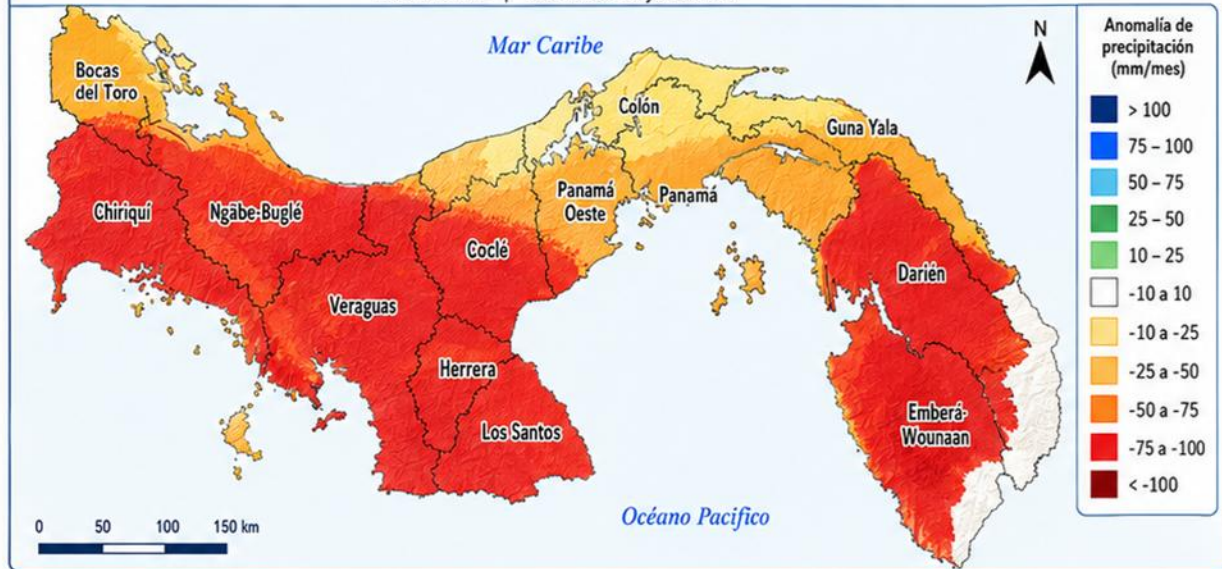 Mar Caribe
N
Bocas
del Toro
Colón
Guna Yala
Chiriquí
Ngäbe-Buglé
Panamá
Oeste
Panamá
Coclé
Darién
Veraguas
Herrera
Los Santos
Emberá-
Wounaan
Océano Pacifico
0 50 100 150 km
Anomalía de
precipitación
(mm/mes)
> 100
75 – 100
50 – 75
25 – 50
10 – 25
-10 a 10
-10 a -25
-25 a -50
-50 a -75
-75 a -100
< -100